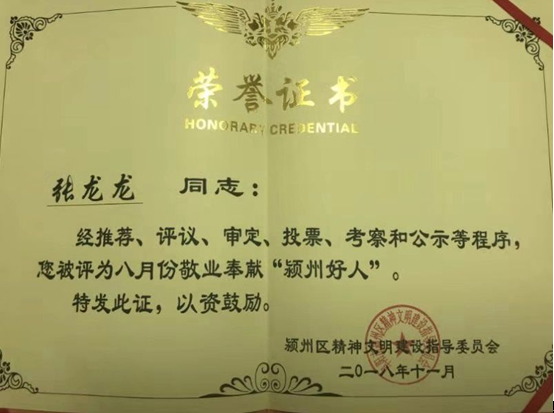 荣誉证书
HONORARY CREDENTIAL
张龙龙 同志：
经推荐、评议、审定、投票、考察和公示等程序，
您被评为八月份敬业奉献“颍州好人”。
特发此证，以资鼓励。
颍州区精神文明建设指导委员会
二〇一八年十一月